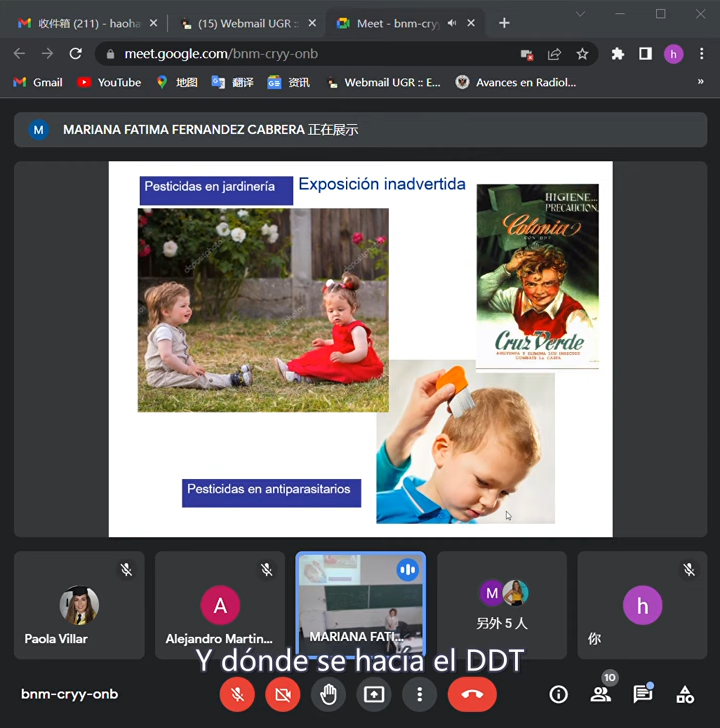 收件箱 (211) - haoha
(15) Webmail UGR ::
Meet - bnm-cry
meet.google.com/bnm-cryy-onb
h
Gmail
YouTube
地图
翻译
资讯
Webmail UGR :: E...
Avances en Radiol...
»
M
MARIANA FATIMA FERNANDEZ CABRERA 正在展示
Pesticidas en jardinería
Exposición inadvertida
HIGIENE...
PRECAUCION
Colonia
Cruz Verde
Pesticidas en antiparasitarios
Paola Villar
A
Alejandro Martin...
MARIANA FATI...
M
另外 5 人
h
你
Y dónde se hacía el DDT
bnm-cryy-onb
10